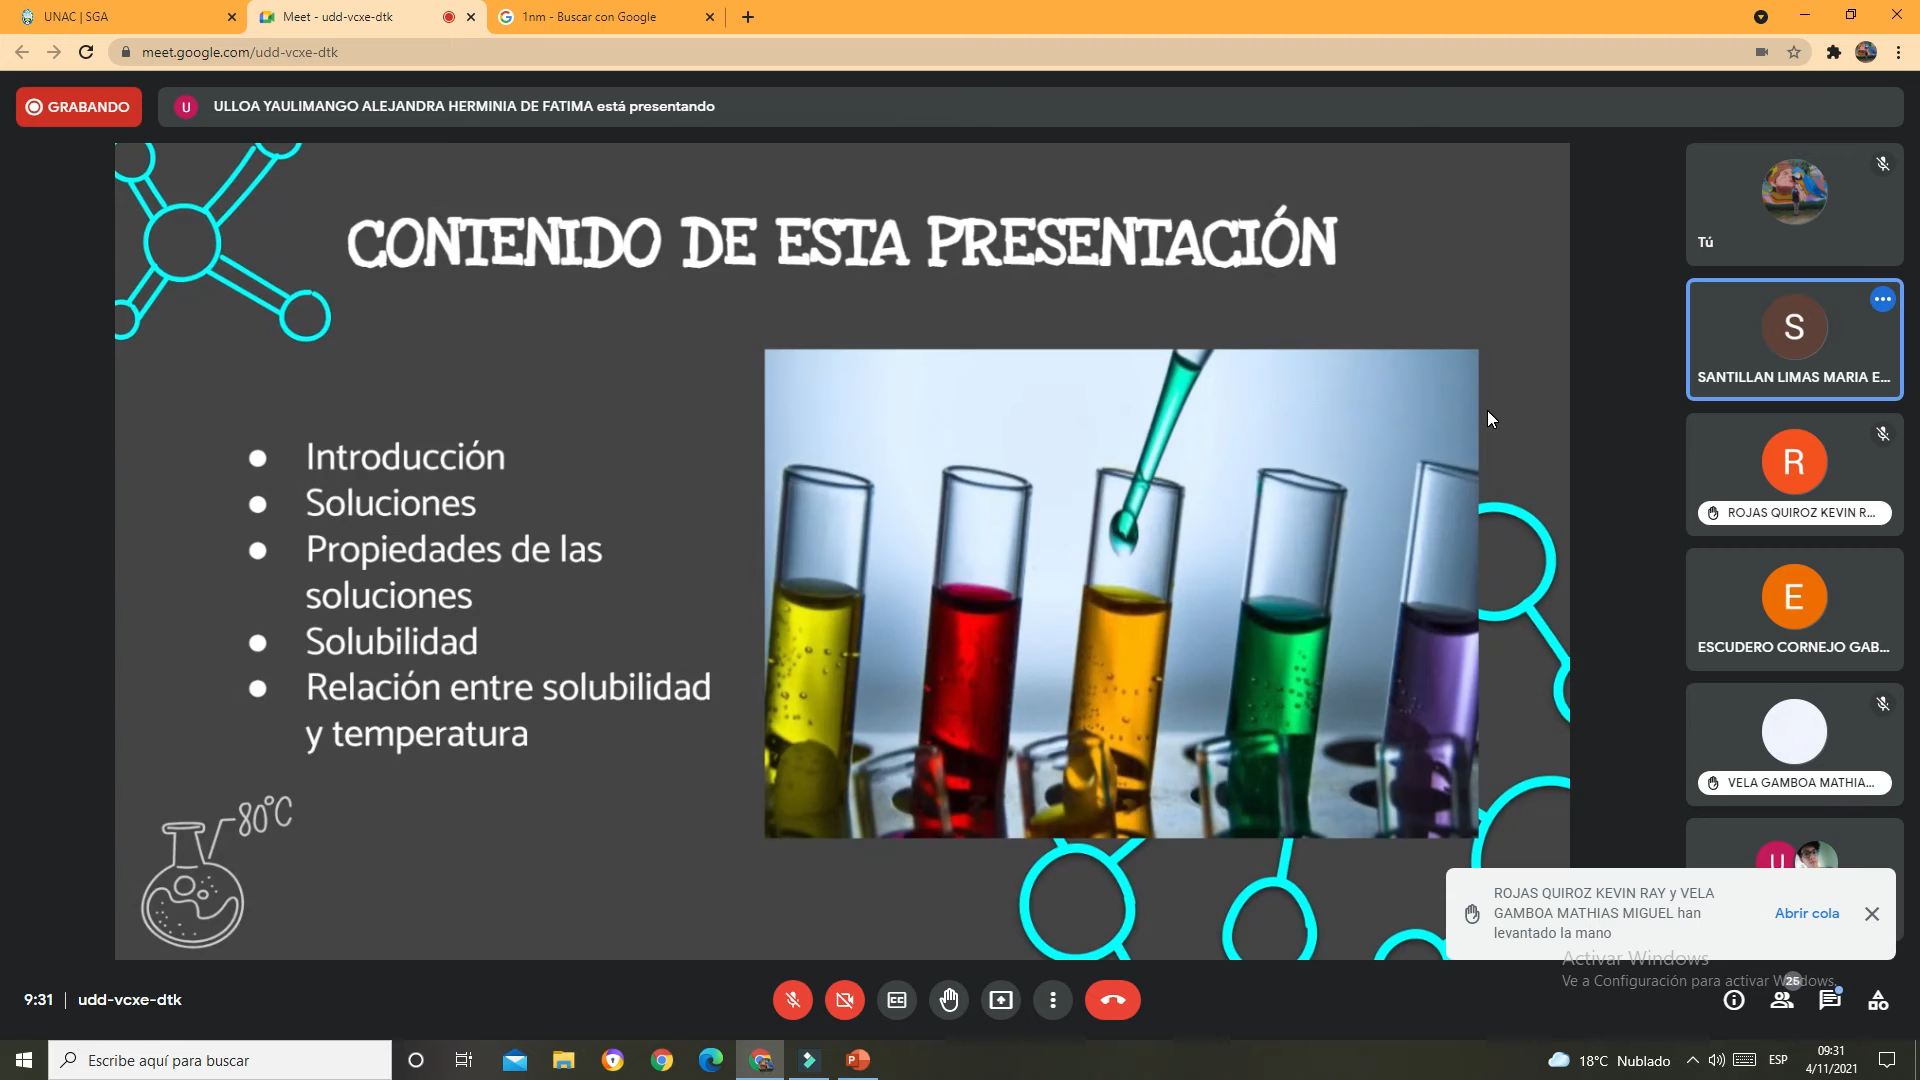 UNAC | SGA
Meet - udd-vcxe-dtk
1nm - Buscar con Google
meet.google.com/udd-vcxe-dtk
GRABANDO
U
ULLOA YAULIMANGO ALEJANDRA HERMINIA DE FATIMA está presentando
CONTENIDO DE ESTA PRESENTACIÓN
● Introducción
● Soluciones
● Propiedades de las
soluciones
● Solubilidad
● Relación entre solubilidad
y temperatura
80°C
Tú
S
SANTILLAN LIMAS MARIA E...
R
ROJAS QUIROZ KEVIN R...
E
ESCUDERO CORNEJO GAB...
VELA GAMBOA MATHIA...
U
ROJAS QUIROZ KEVIN RAY y VELA
GAMBOA MATHIAS MIGUEL han
levantado la mano
Abrir cola
Activar Windows
Ve a Configuración para activar Windows.
9:31 | udd-vcxe-dtk
25
Escribe aquí para buscar
18°C Nublado
ESP
09:31
4/11/2021